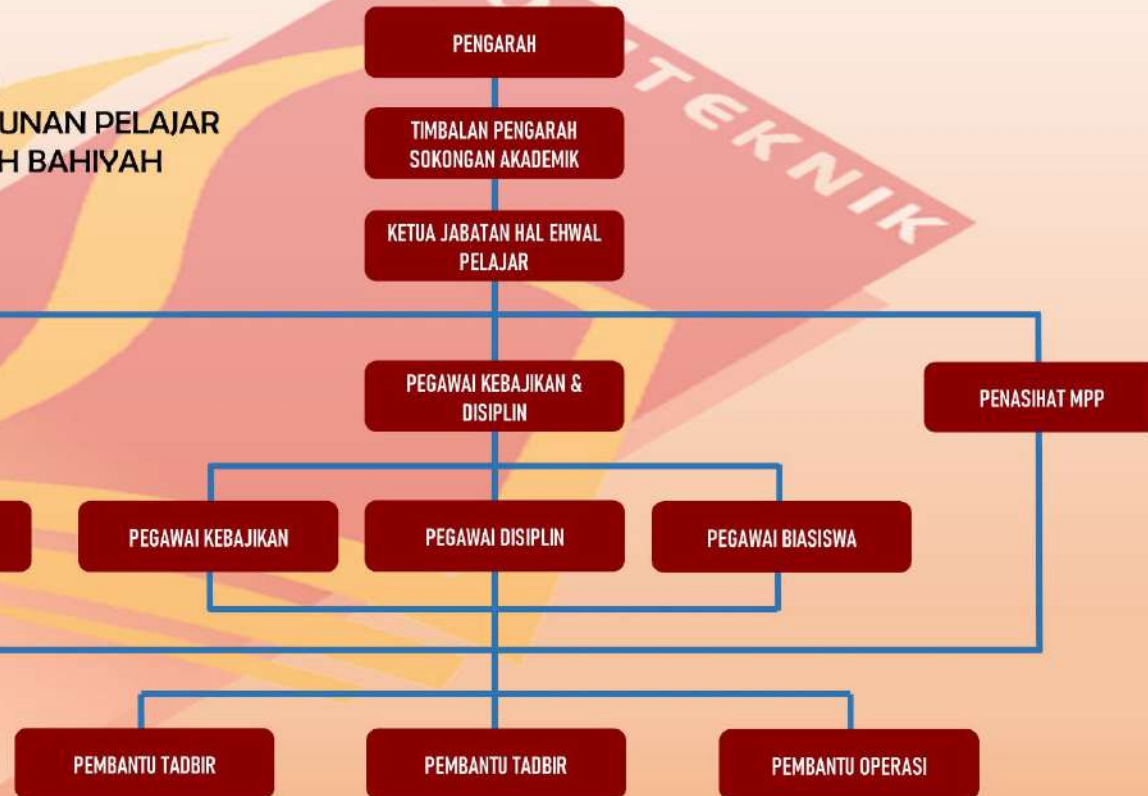 PENGARAH
UNAN PELAJAR
H BAHIYAH
TIMBALAN PENGARAH
SOKONGAN AKADEMIK
KETUA JABATAN HAL EHWAL
PELAJAR
PEGAWAI KEBAJIKAN &
DISIPLIN
PENASIHAT MPP
PEGAWAI KEBAJIKAN
PEGAWAI DISIPLIN
PEGAWAI BIASISWA
PEMBANTU TADBIR
PEMBANTU TADBIR
PEMBANTU OPERASI
ITEKNIK